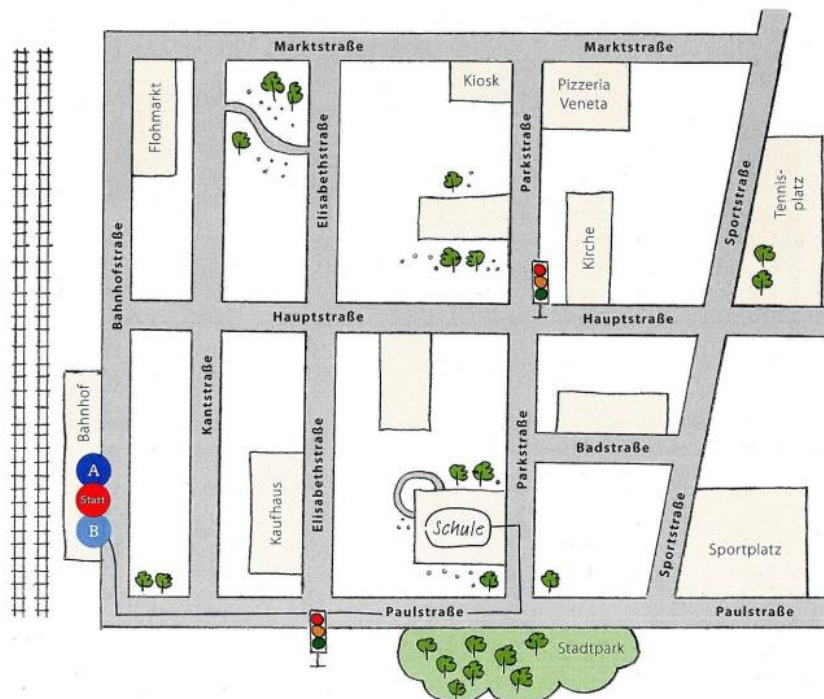 Marktstraße
Marktstraße
Flohmarkt
Kiosk
Pizzeria
Veneta
Bahnhofstraße
Elisabethstraße
Parkstraße
Sportstraße
Tennis-
platz
Kirche
Hauptstraße
Hauptstraße
Bahnhof
Kantstraße
Kaufhaus
Elisabethstraße
Parkstraße
Badstraße
A
Start
B
Schule
Sportstraße
Sportplatz
Paulstraße
Paulstraße
Stadtpark